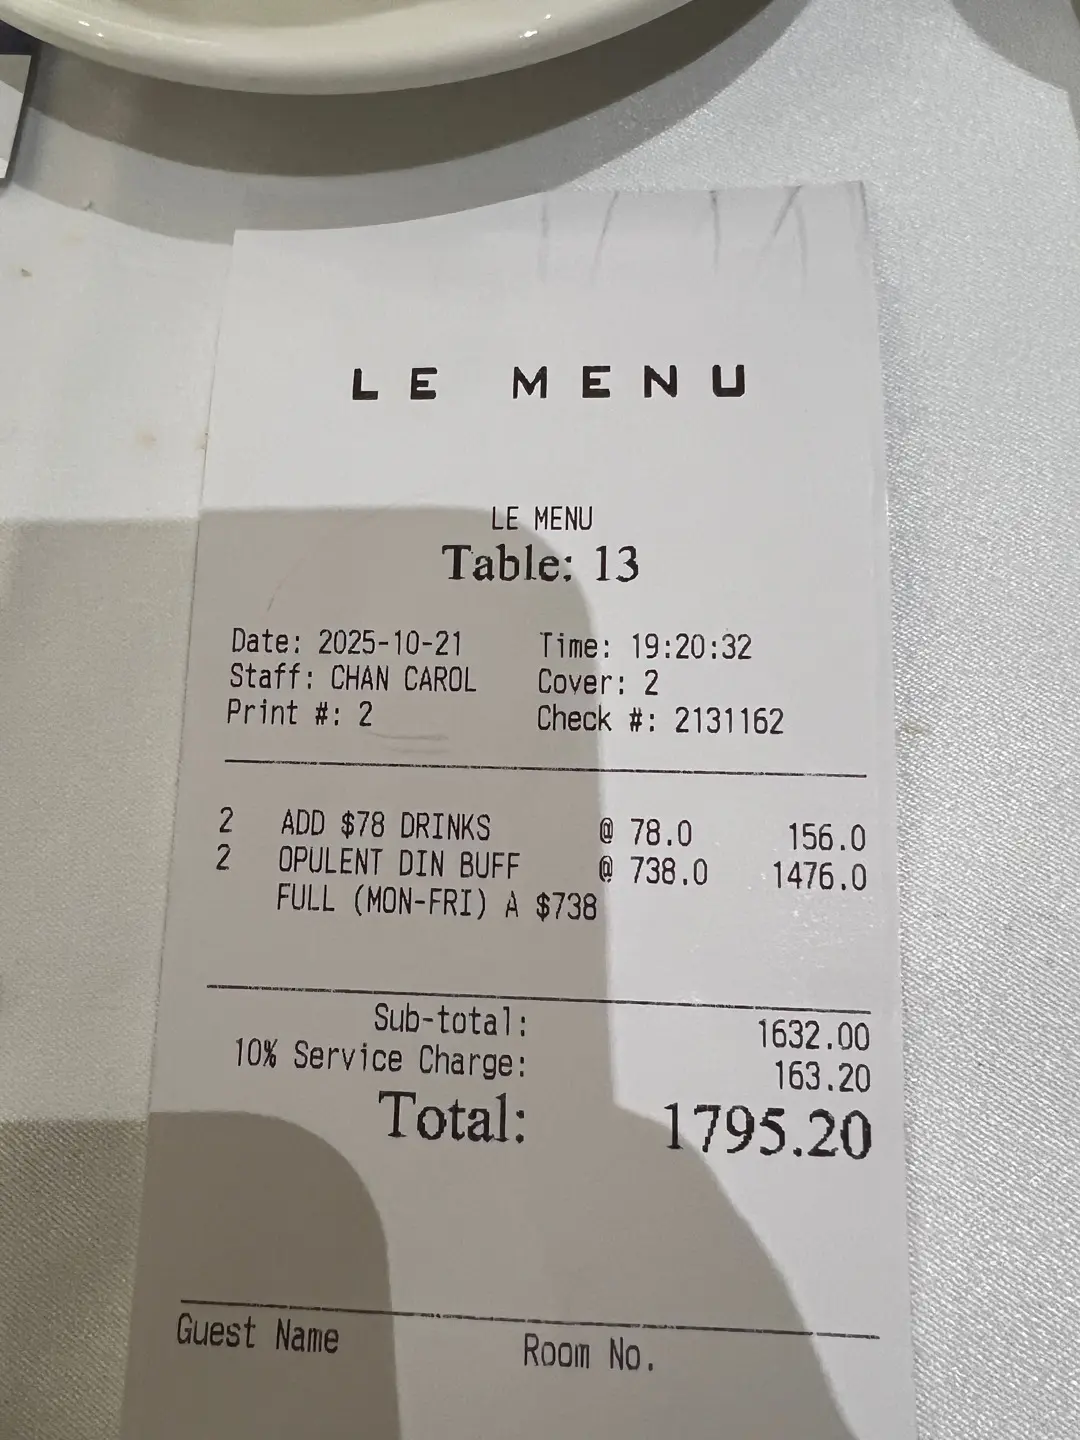 LE MENU
LE MENU
Table: 13
Date: 2025-10-21 Time: 19:20:32
Staff: CHAN CAROL Cover: 2
Print #: 2 Check #: 2131162
2 ADD $78 DRINKS @ 78.0 156.0
2 OPULENT DIN BUFF @ 738.0 1476.0
FULL (MON-FRI) A $738
Sub-total: 1632.00
10% Service Charge: 163.20
Total: 1795.20
Guest Name Room No.